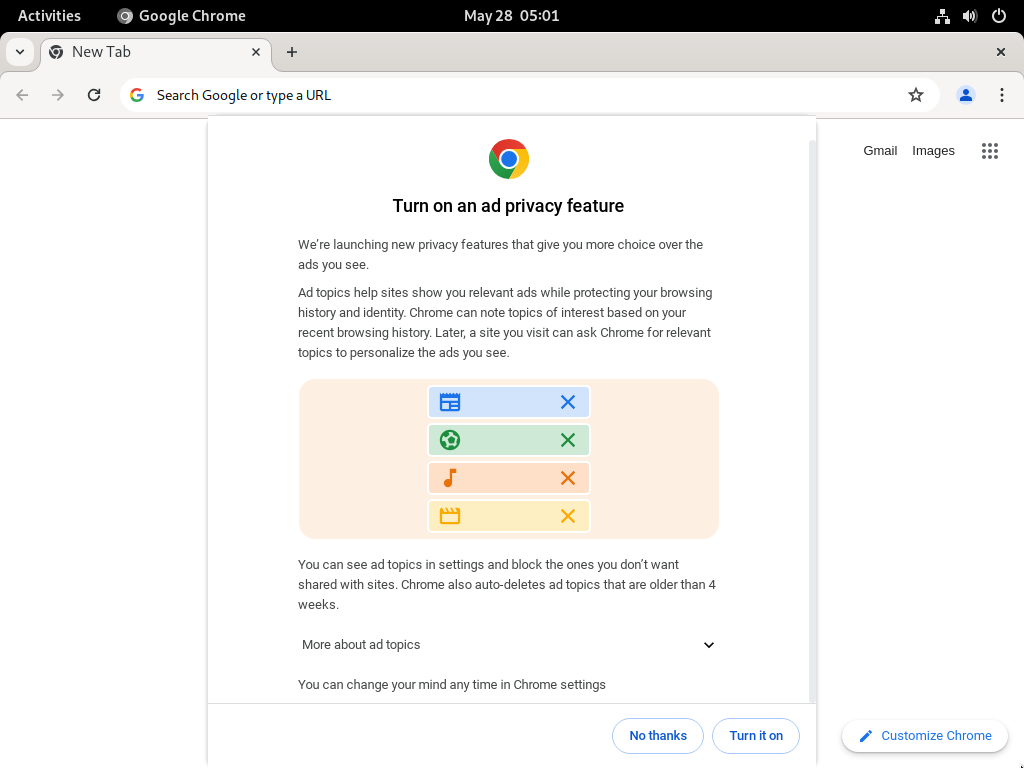 Activities Google Chrome May 28 05:01
New Tab
Search Google or type a URL
Gmail Images
Turn on an ad privacy feature
We're launching new privacy features that give you more choice over the
ads you see.
Ad topics help sites show you relevant ads while protecting your browsing
history and identity. Chrome can note topics of interest based on your
recent browsing history. Later, a site you visit can ask Chrome for relevant
topics to personalize the ads you see.
You can see ad topics in settings and block the ones you don't want
shared with sites. Chrome also auto-deletes ad topics that are older than 4
weeks.
More about ad topics
You can change your mind any time in Chrome settings
No thanks Turn it on
Customize Chrome